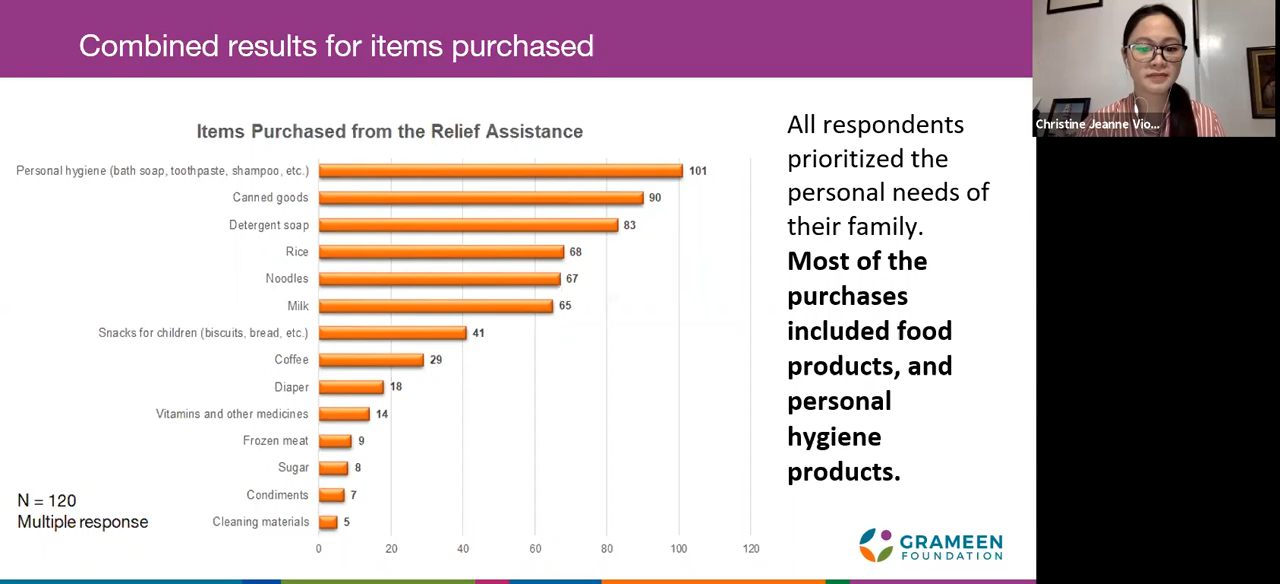 Combined results for items purchased
Christine Jeanne Vio...
Items Purchased from the Relief Assistance
Personal hygiene (bath soap, toothpaste, shampoo, etc.) 101
Canned goods 90
Detergent soap 83
Rice 68
Noodles 67
Milk 65
Snacks for children (biscuits, bread, etc.) 41
Coffee 29
Diaper 18
Vitamins and other medicines 14
Frozen meat 9
Sugar 8
Condiments 7
Cleaning materials 5
0 20 40 60 80 100 120
N = 120
Multiple response
All respondents
prioritized the
personal needs of
their family.
Most of the
purchases
included food
products, and
personal
hygiene
products.
GRAMEEN
FOUNDATION